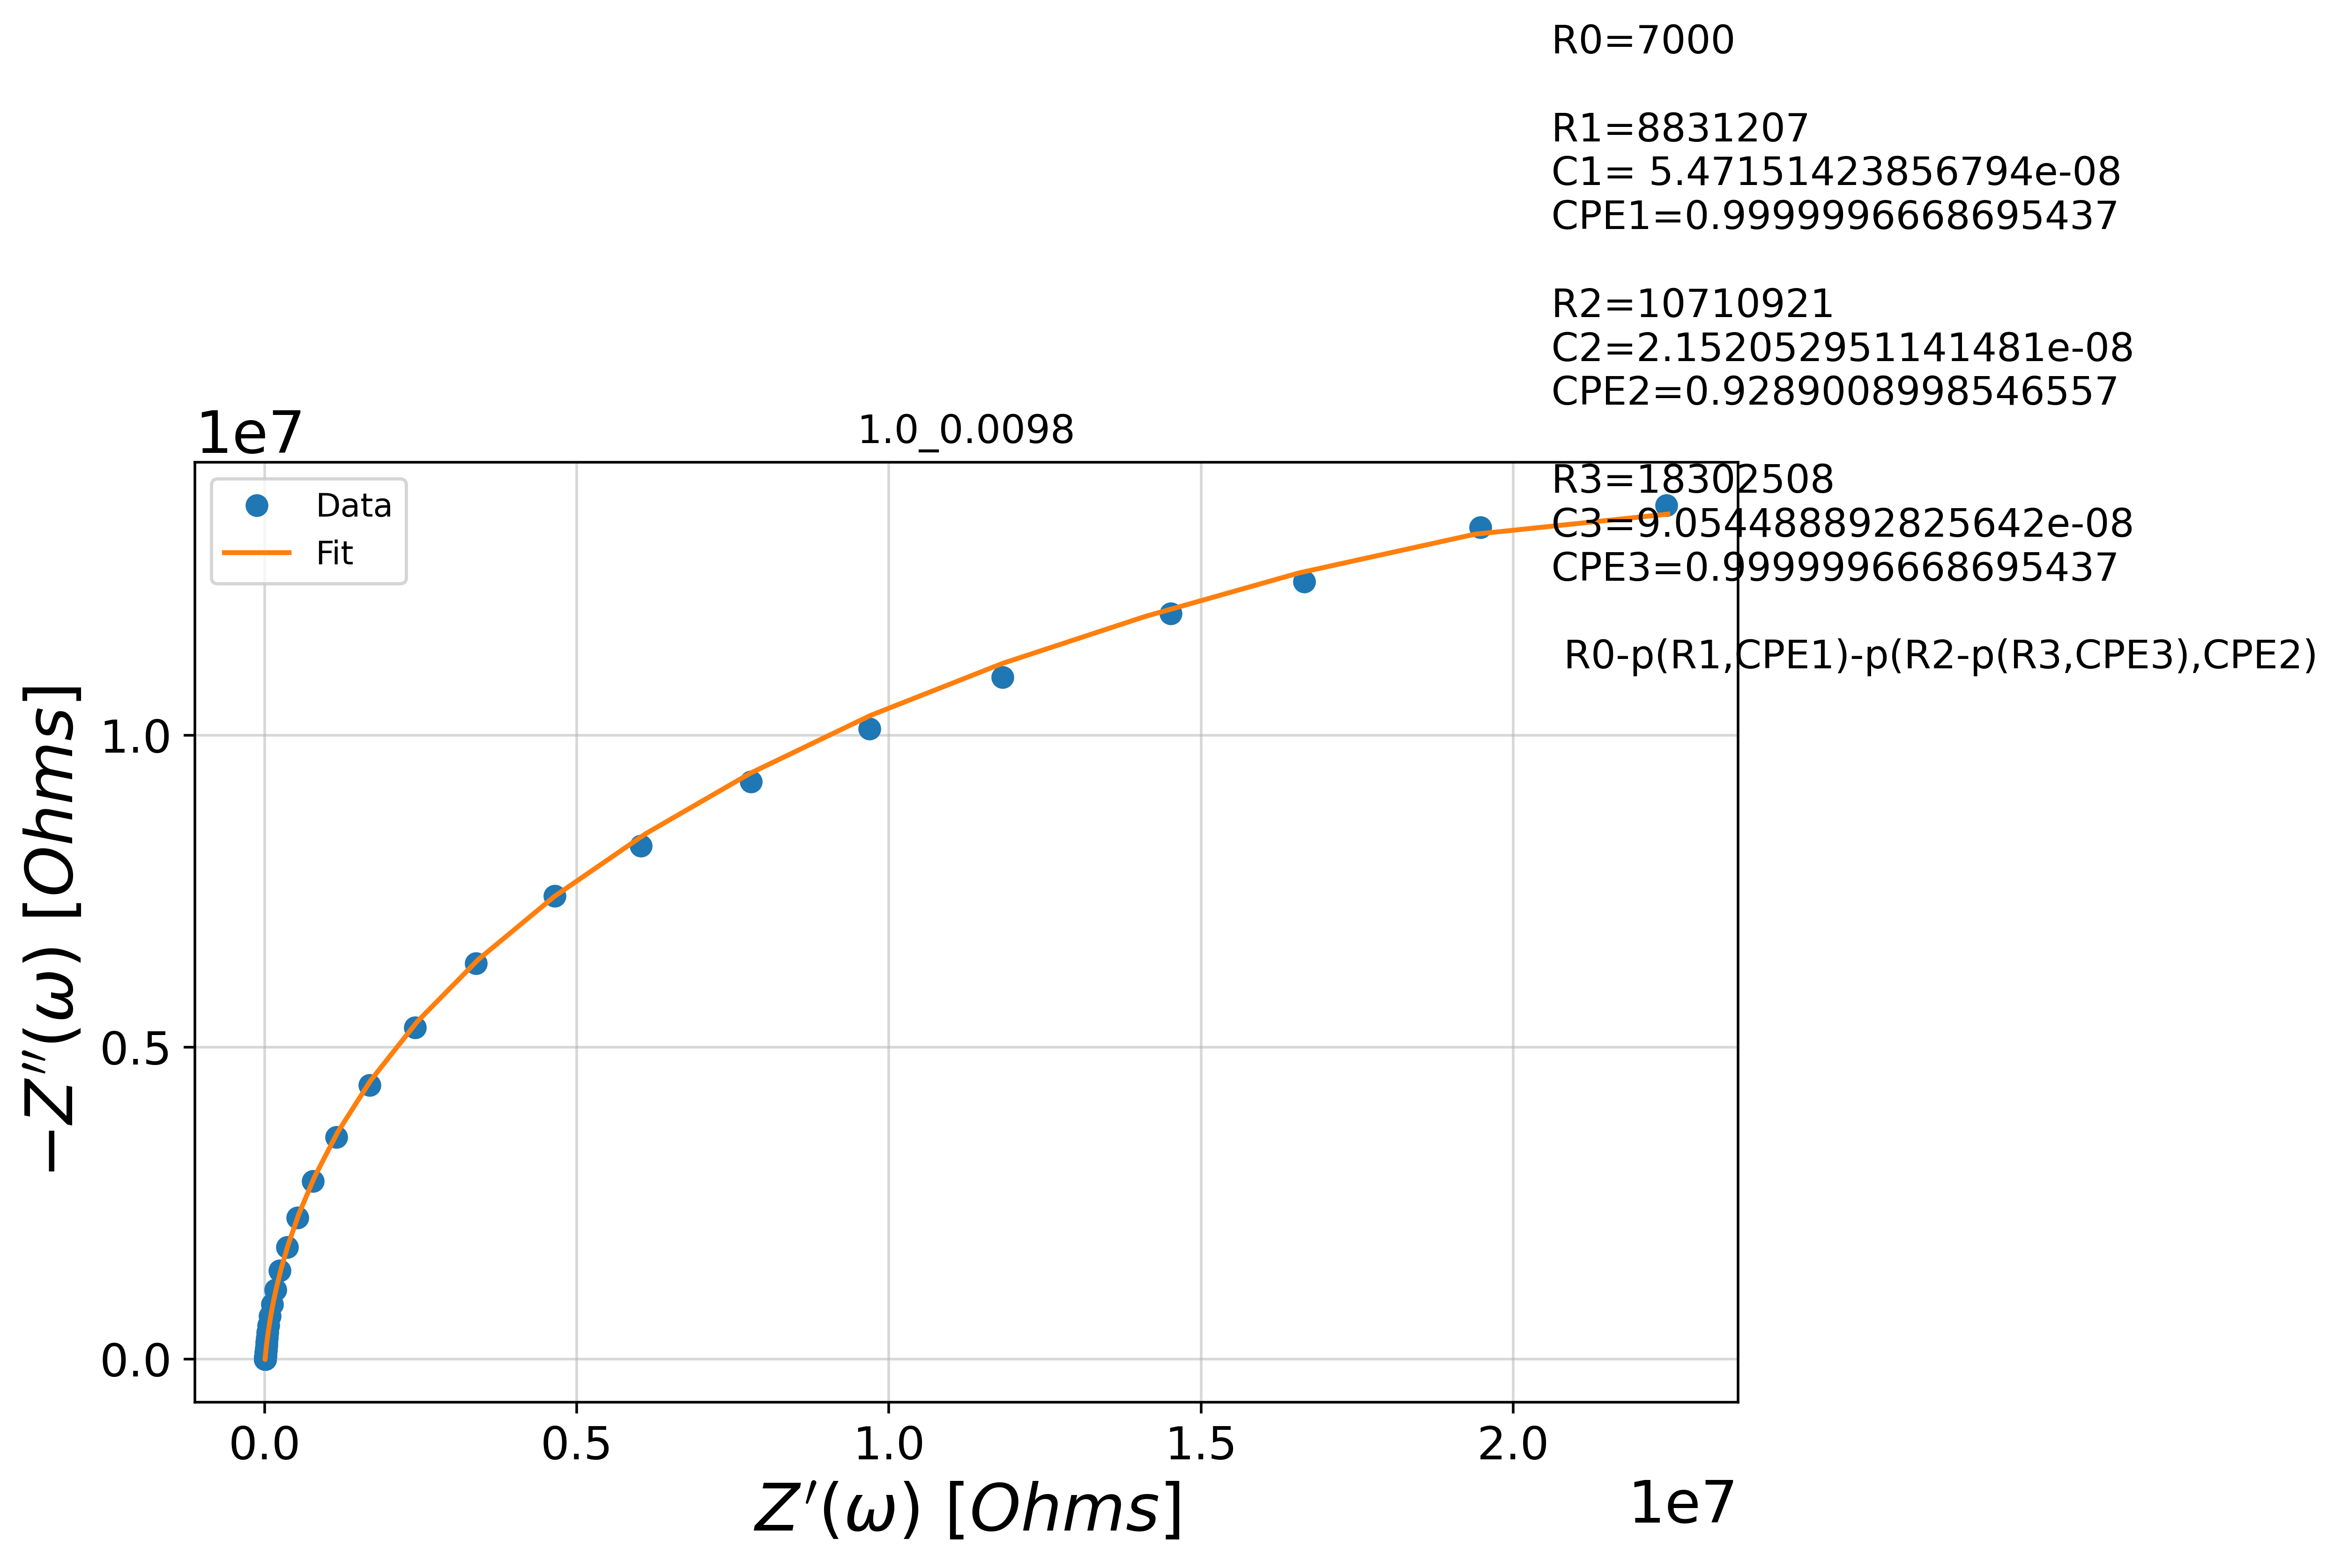 R0=7000
R1=8831207
C1= 5.47151423856794e-08
CPE1=0.9999996668695437
R2=10710921
C2=2.152052951141481e-08
CPE2=0.9289008998546557
1e7
1.0_0.0098
R3=18302508
C3=9.054488892825642e-08
CPE3=0.9999996668695437
R0-p(R1,CPE1)-p(R2-p(R3,CPE3),CPE2)
Data
Fit
−Z′′(ω) [Ohms]
1.0
0.5
0.0
0.0 0.5 1.0 1.5 2.0
Z′(ω) [Ohms]
1e7